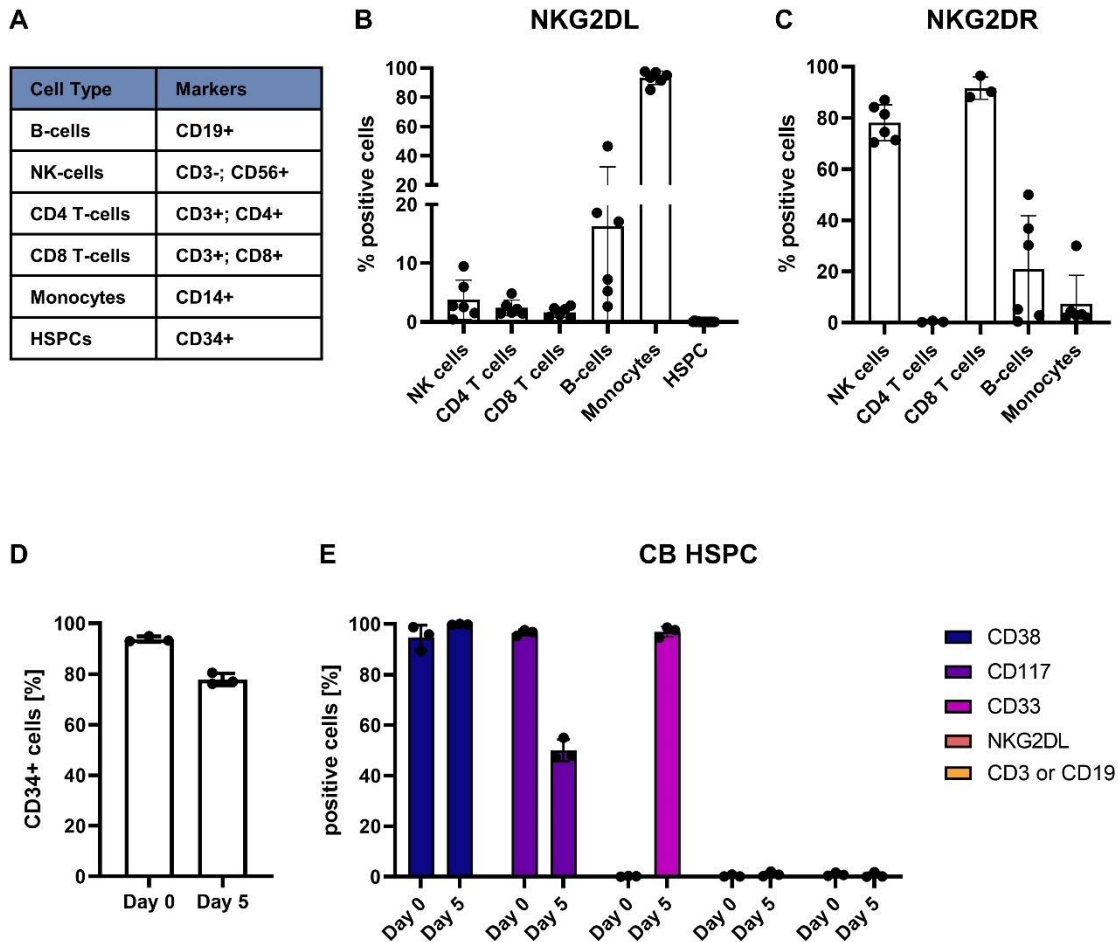 A
Cell Type Markers
B-cells CD19+
NK-cells CD3-; CD56+
CD4 T-cells CD3+; CD4+
CD8 T-cells CD3+; CD8+
Monocytes CD14+
HSPCs CD34+
B NKG2DL
% positive cells
100
80
60
40
20
20
10
0
NK cells CD4 T cells CD8 T cells B-cells Monocytes HSPC
C NKG2DR
% positive cells
100
80
60
40
20
0
NK cells CD4 T cells CD8 T cells B-cells Monocytes
D
CD34+ cells [%]
100
80
60
40
20
0
Day 0 Day 5
E CB HSPC
positive cells [%]
100
80
60
40
20
0
Day 0 Day 5 Day 0 Day 5 Day 0 Day 5 Day 0 Day 5 Day 0 Day 5
CD38
CD117
CD33
NKG2DL
CD3 or CD19